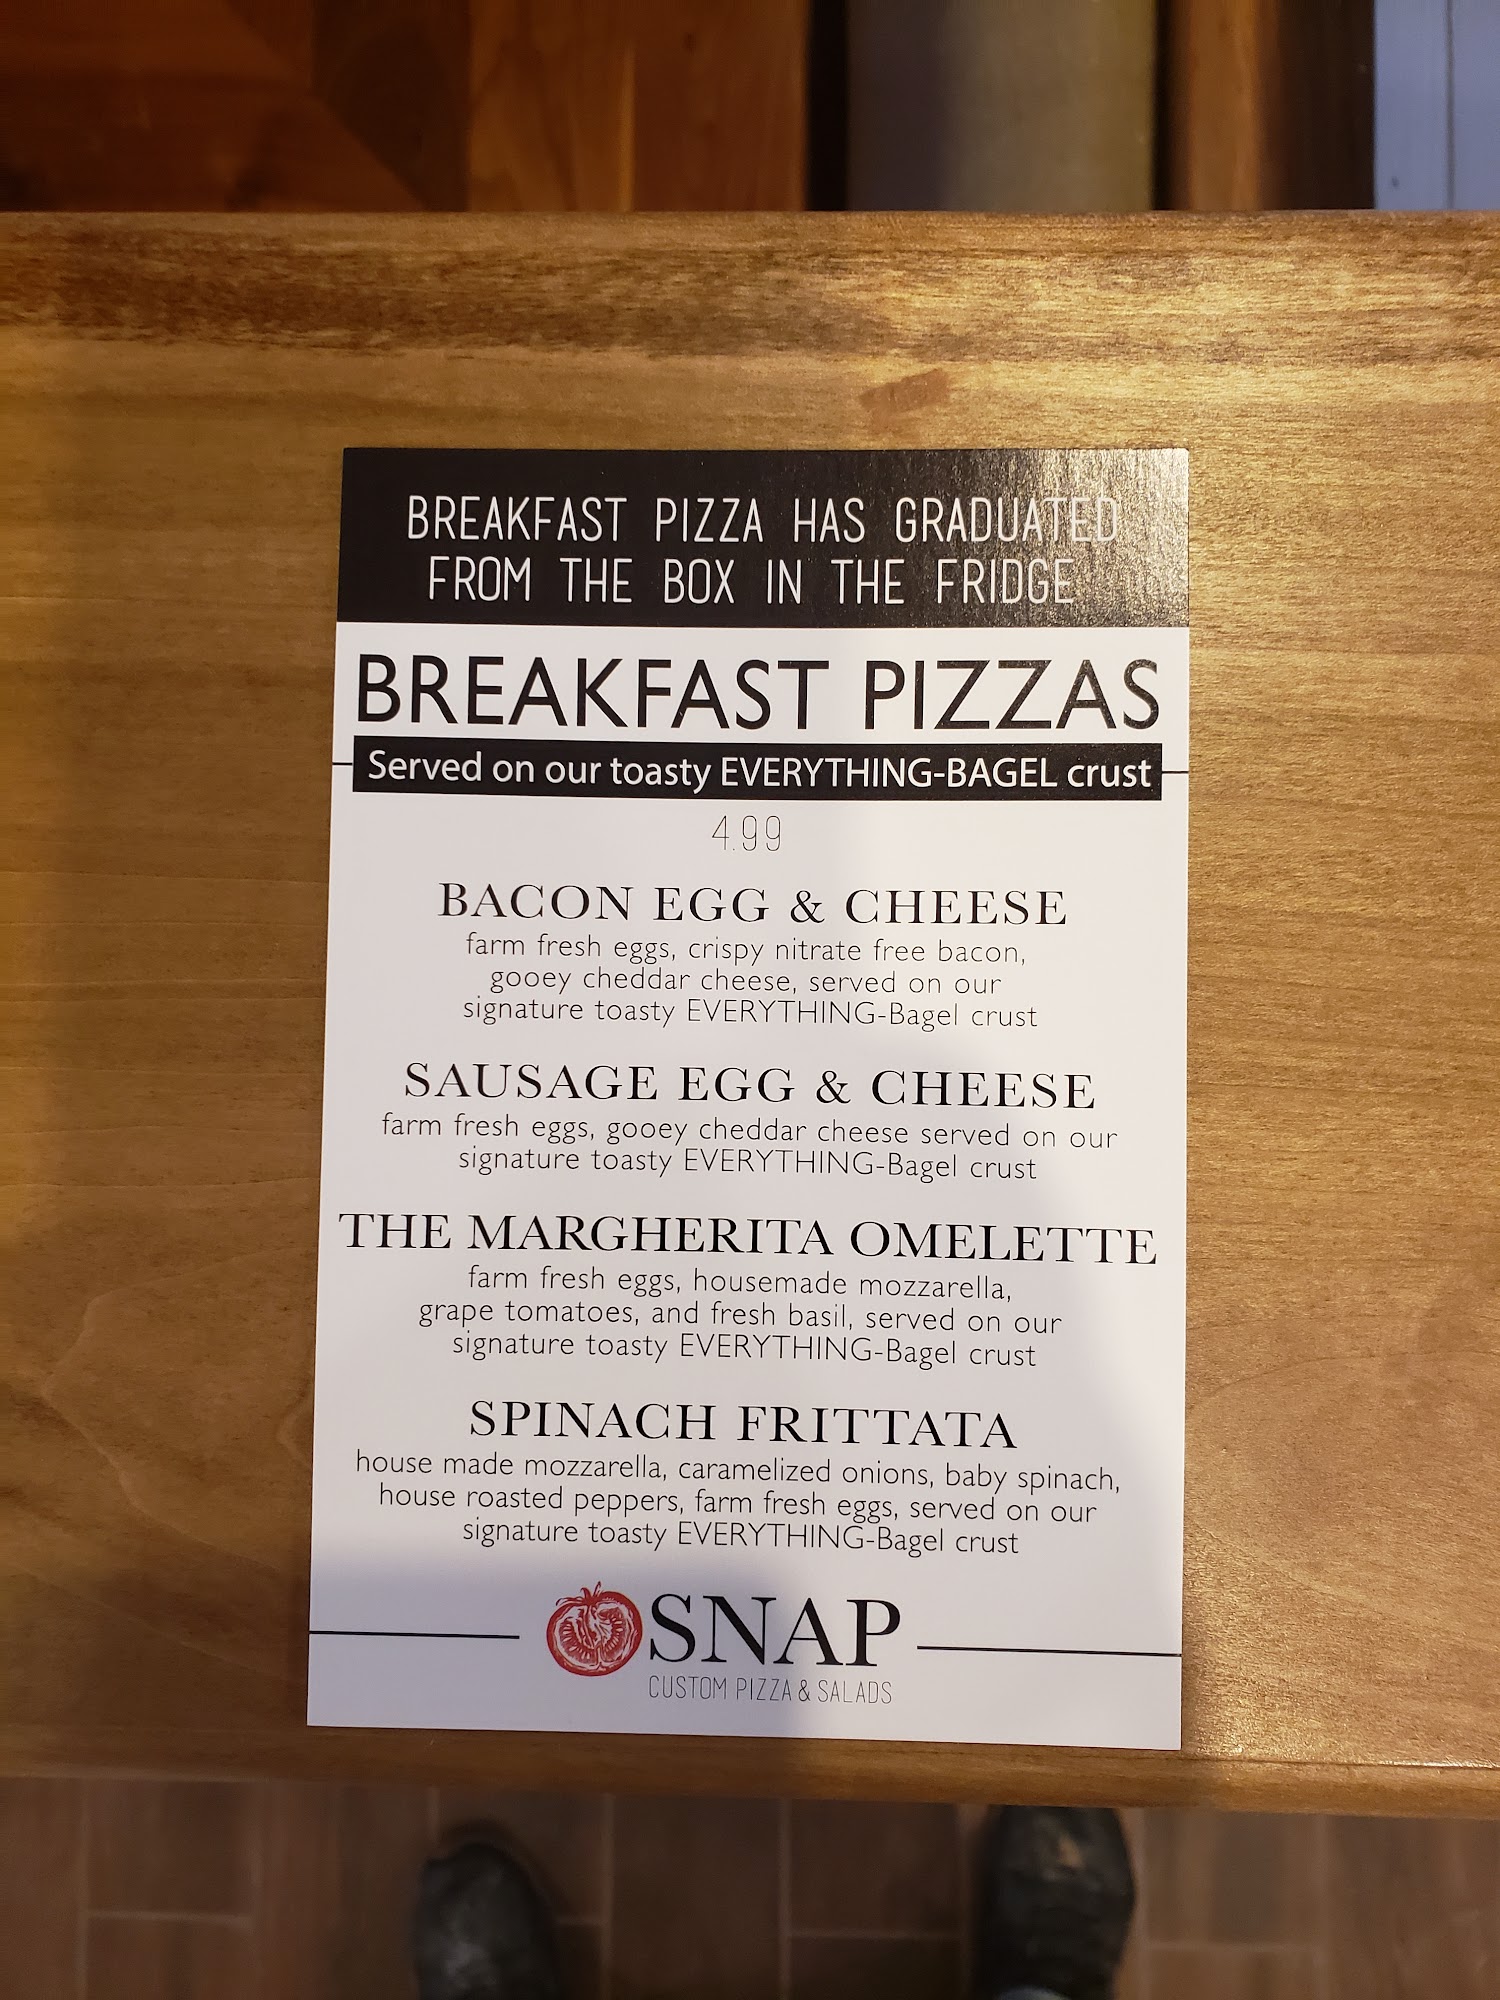 BREAKFAST PIZZA HAS GRADUATED
FROM THE BOX IN THE FRIDGE
BREAKFAST PIZZAS
Served on our toasty EVERYTHING-BAGEL crust
4.99
BACON EGG & CHEESE
farm fresh eggs, crispy nitrate free bacon,
gooey cheddar cheese, served on our
signature toasty EVERYTHING-Bagel crust
SAUSAGE EGG & CHEESE
farm fresh eggs, gooey cheddar cheese served on our
signature toasty EVERYTHING-Bagel crust
THE MARGHERITA OMELETTE
farm fresh eggs, housemade mozzarella,
grape tomatoes, and fresh basil, served on our
signature toasty EVERYTHING-Bagel crust
SPINACH FRITTATA
house made mozzarella, caramelized onions, baby spinach,
house roasted peppers, farm fresh eggs, served on our
signature toasty EVERYTHING-Bagel crust
SNAP
CUSTOM PIZZA & SALADS